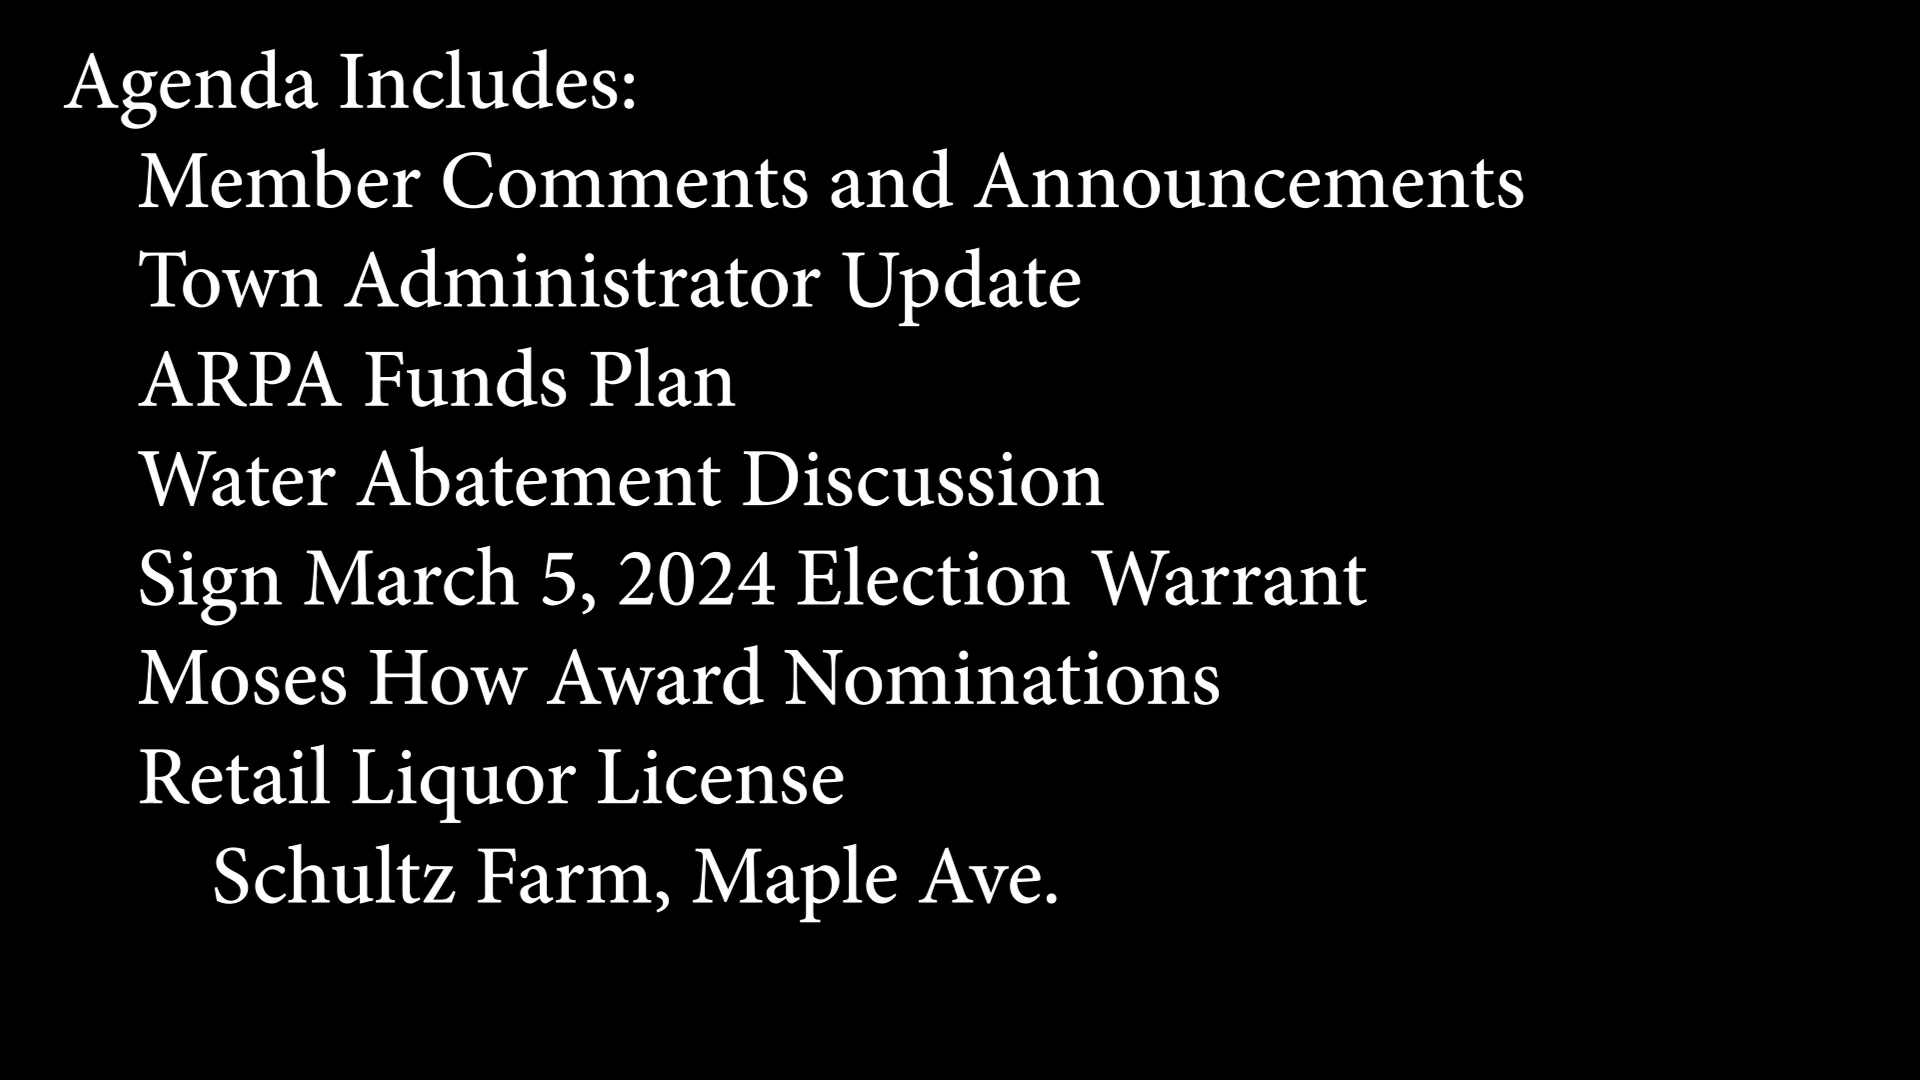 Agenda Includes:
Member Comments and Announcements
Town Administrator Update
ARPA Funds Plan
Water Abatement Discussion
Sign March 5, 2024 Election Warrant
Moses How Award Nominations
Retail Liquor License
Schultz Farm, Maple Ave.